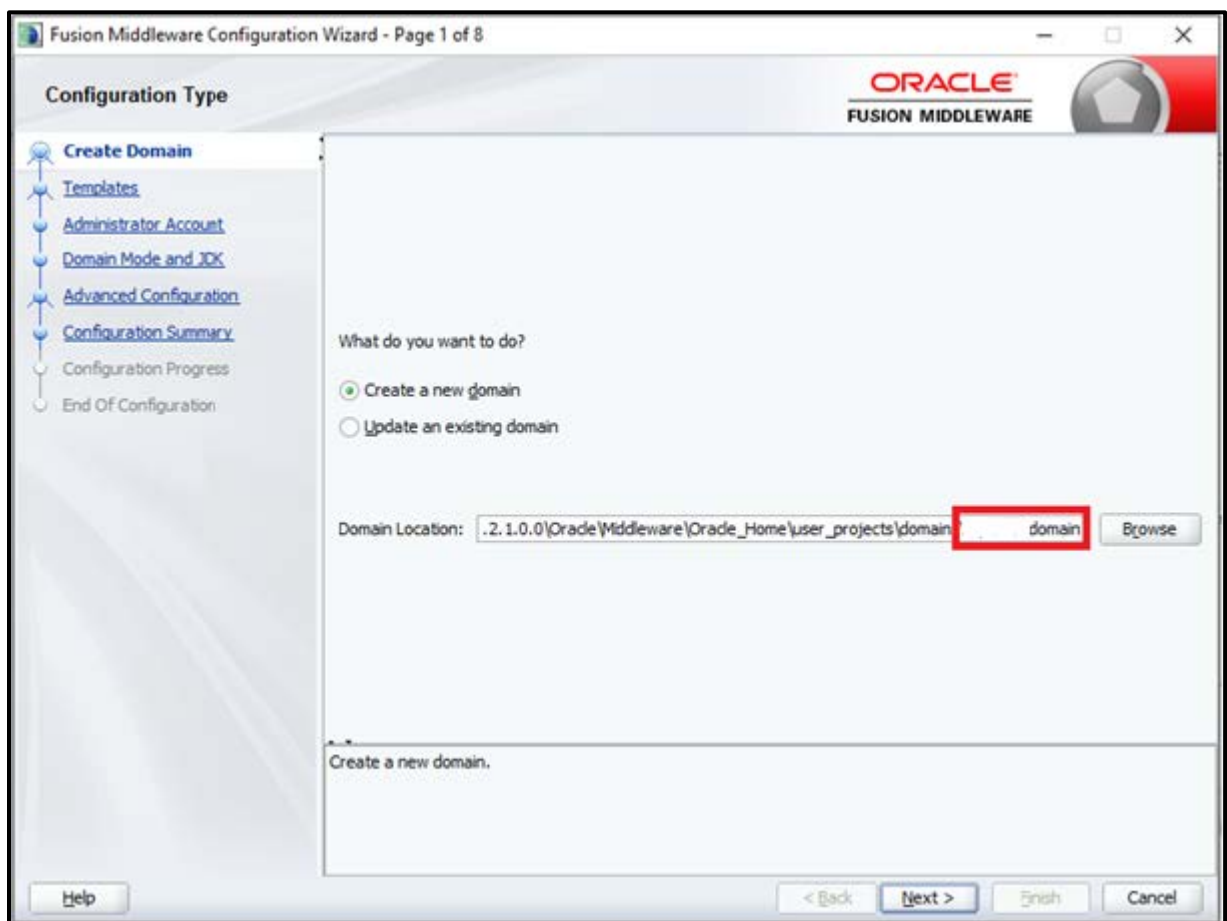 Fusion Middleware Configuration Wizard - Page 1 of 8
Configuration Type
ORACLE
FUSION MIDDLEWARE
Create Domain
Templates
Administrator Account
Domain Mode and JDK
Advanced Configuration
Configuration Summary
Configuration Progress
End Of Configuration
What do you want to do?
Create a new domain
Update an existing domain
Domain Location: .2.1.0.0\Oracle\Middleware\Oracle_Home\user_projects\domain domain Browse
Create a new domain.
Help < Back Next > Finish Cancel